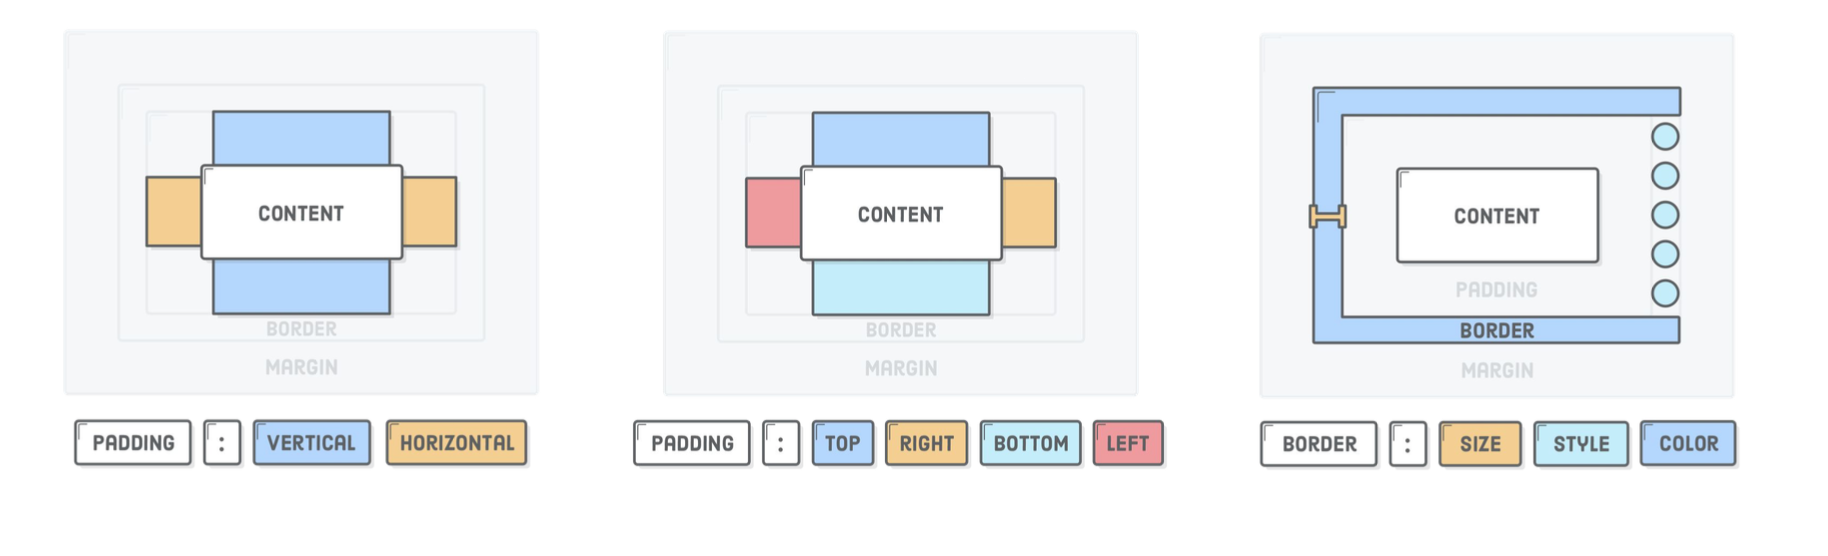 CONTENT
BORDER
MARGIN
PADDING : VERTICAL HORIZONTAL
CONTENT
BORDER
MARGIN
PADDING : TOP RIGHT BOTTOM LEFT
CONTENT
PADDING
BORDER
MARGIN
BORDER : SIZE STYLE COLOR